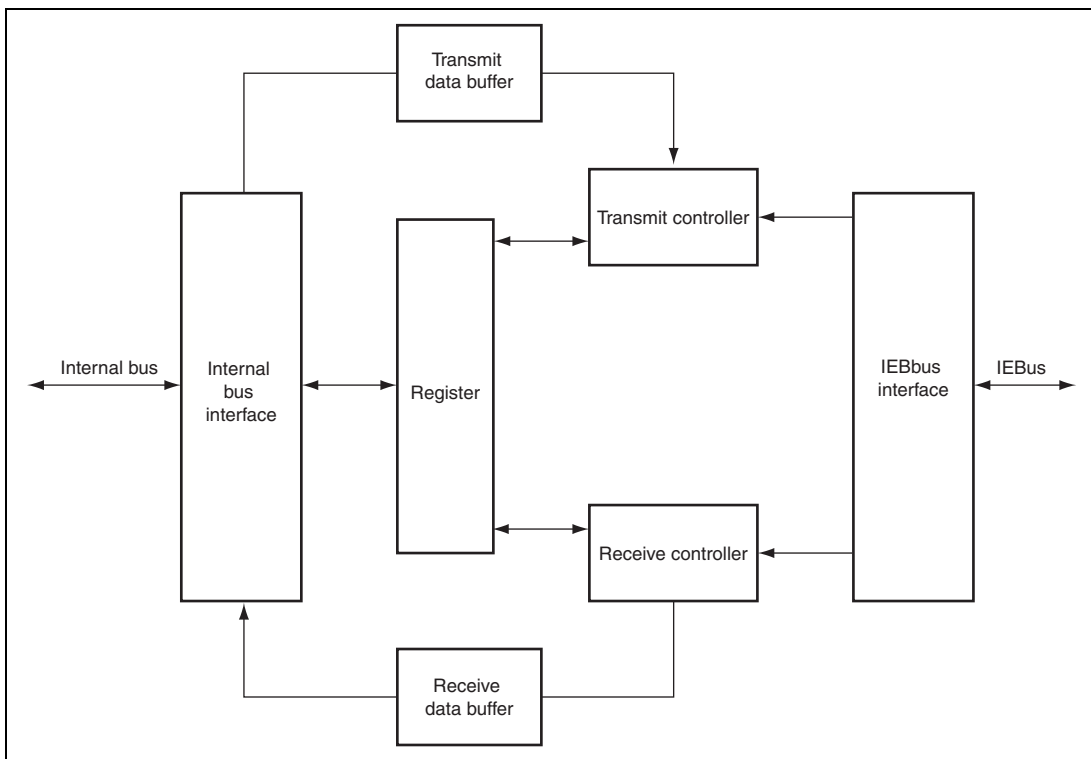 Transmit
data buffer
Transmit controller
Internal bus
Internal
bus
interface
Register
IEBbus
interface
IEBus
Receive controller
Receive
data buffer